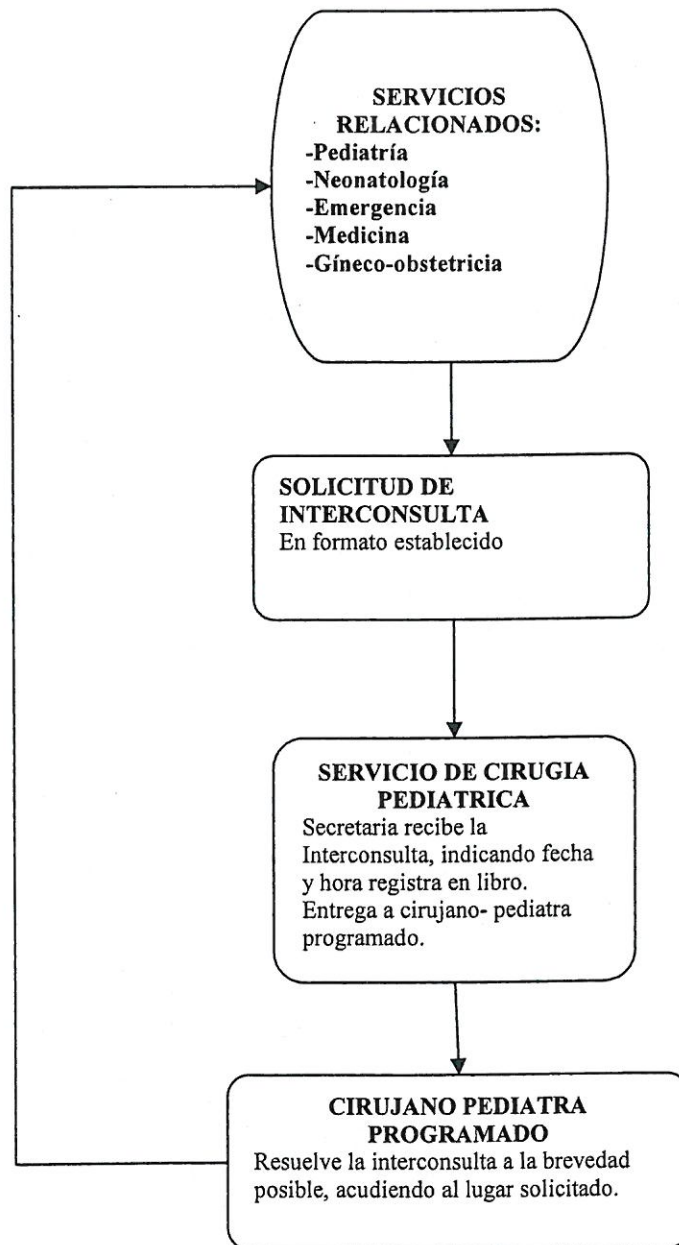 SERVICIOS
RELACIONADOS:
-Pediatría
-Neonatología
-Emergencia
-Medicina
-Gíneco-obstetricia
SOLICITUD DE
INTERCONSULTA
En formato establecido
SERVICIO DE CIRUGIA
PEDIATRICA
Secretaria recibe la
Interconsulta, indicando fecha
y hora registra en libro.
Entrega a cirujano- pediatra
programado.
CIRUJANO PEDIATRA
PROGRAMADO
Resuelve la interconsulta a la brevedad
posible, acudiendo al lugar solicitado.